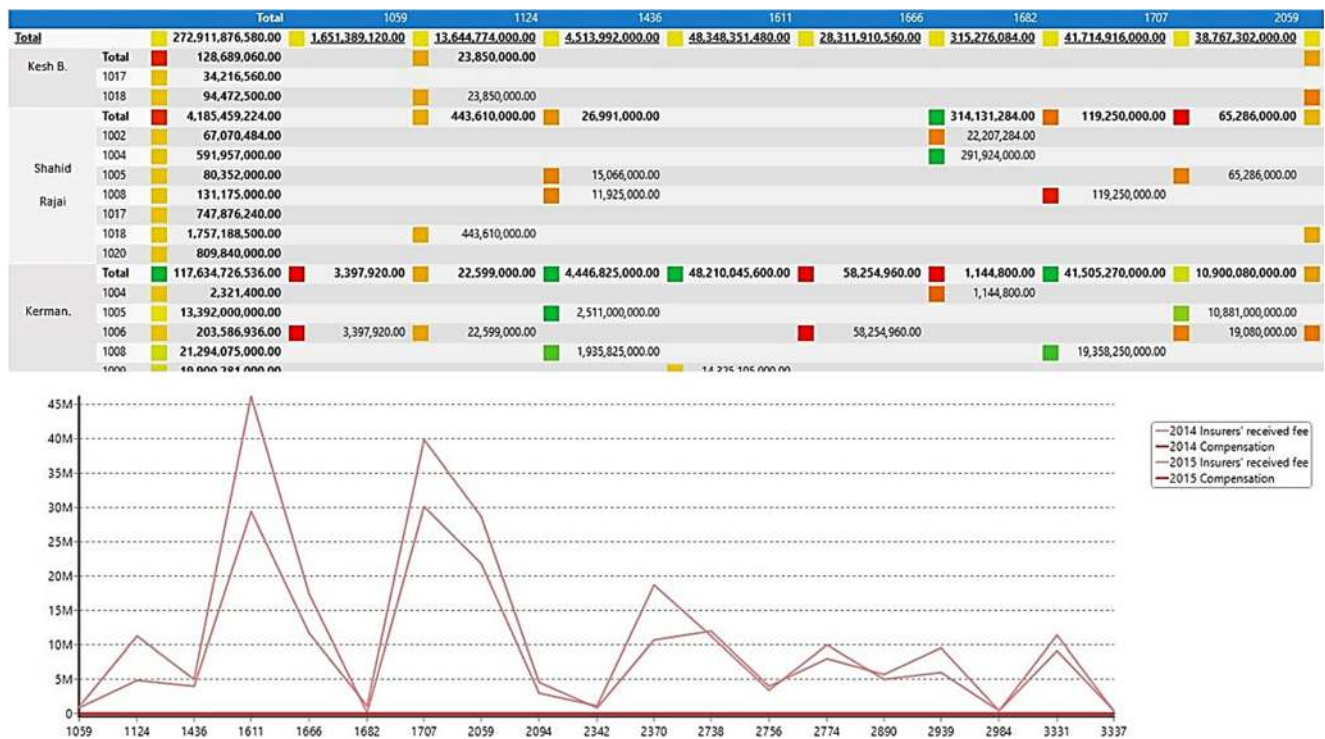 Total 1059 1124 1436 1611 1666 1682 1707 2059
Total 272,911,876,580.00 1,651,389,120.00 13,644,774,000.00 4,513,992,000.00 48,348,351,480.00 28,311,910,560.00 315,276,084.00 41,714,916,000.00 38,767,302,000.00
Kesh B.
Total 128,689,060.00 23,850,000.00
1017 34,216,560.00
1018 94,472,500.00 23,850,000.00
Shahid
Rajai
Total 4,185,459,224.00 443,610,000.00 26,991,000.00 314,131,284.00 119,250,000.00 65,286,000.00
1002 67,070,484.00 22,207,284.00
1004 591,957,000.00 291,924,000.00
1005 80,352,000.00 15,066,000.00 65,286,000.00
1008 131,175,000.00 11,925,000.00 119,250,000.00
1017 747,876,240.00
1018 1,757,188,500.00 443,610,000.00
1020 809,840,000.00
Kerman.
Total 117,634,726,536.00 3,397,920.00 22,599,000.00 4,446,825,000.00 48,210,045,600.00 58,254,960.00 1,144,800.00 41,505,270,000.00 10,900,080,000.00
1004 2,321,400.00 1,144,800.00
1005 13,392,000,000.00 2,511,000,000.00 10,881,000,000.00
1006 203,586,936.00 3,397,920.00 22,599,000.00 58,254,960.00 19,080,000.00
1008 21,294,075,000.00 1,935,825,000.00 19,358,250,000.00
1009 19,900,281,000.00 14,325,105,000.00
45M
40M
35M
30M
25M
20M
15M
10M
5M
0
1059 1124 1436 1611 1666 1682 1707 2059 2094 2342 2370 2738 2756 2774 2890 2939 2984 3331 3337
2014 Insurers' received fee
2014 Compensation
2015 Insurers' received fee
2015 Compensation